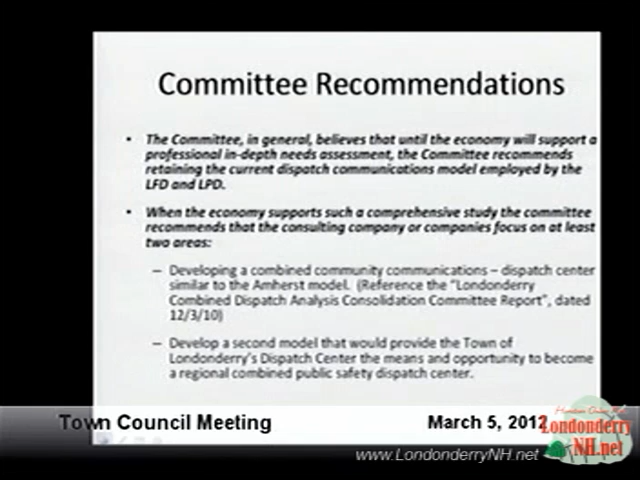 Committee Recommendations
• The Committee, in general, believes that until the economy will support a
professional in-depth needs assessment, the Committee recommends
retaining the current dispatch communications model employed by the
LFD and LPD.
• When the economy supports such a comprehensive study the committee
recommends that the consulting company or companies focus on at least
two areas:
– Developing a combined community communications – dispatch center
similar to the Amherst model. (Reference the "Londonderry
Combined Dispatch Analysis Consolidation Committee Report", dated
12/3/10)
– Develop a second model that would provide the Town of
Londonderry's Dispatch Center the means and opportunity to become
a regional combined public safety dispatch center.
Town Council Meeting
March 5, 2012
Londonderry
NH.net
www.LondonderryNH.net